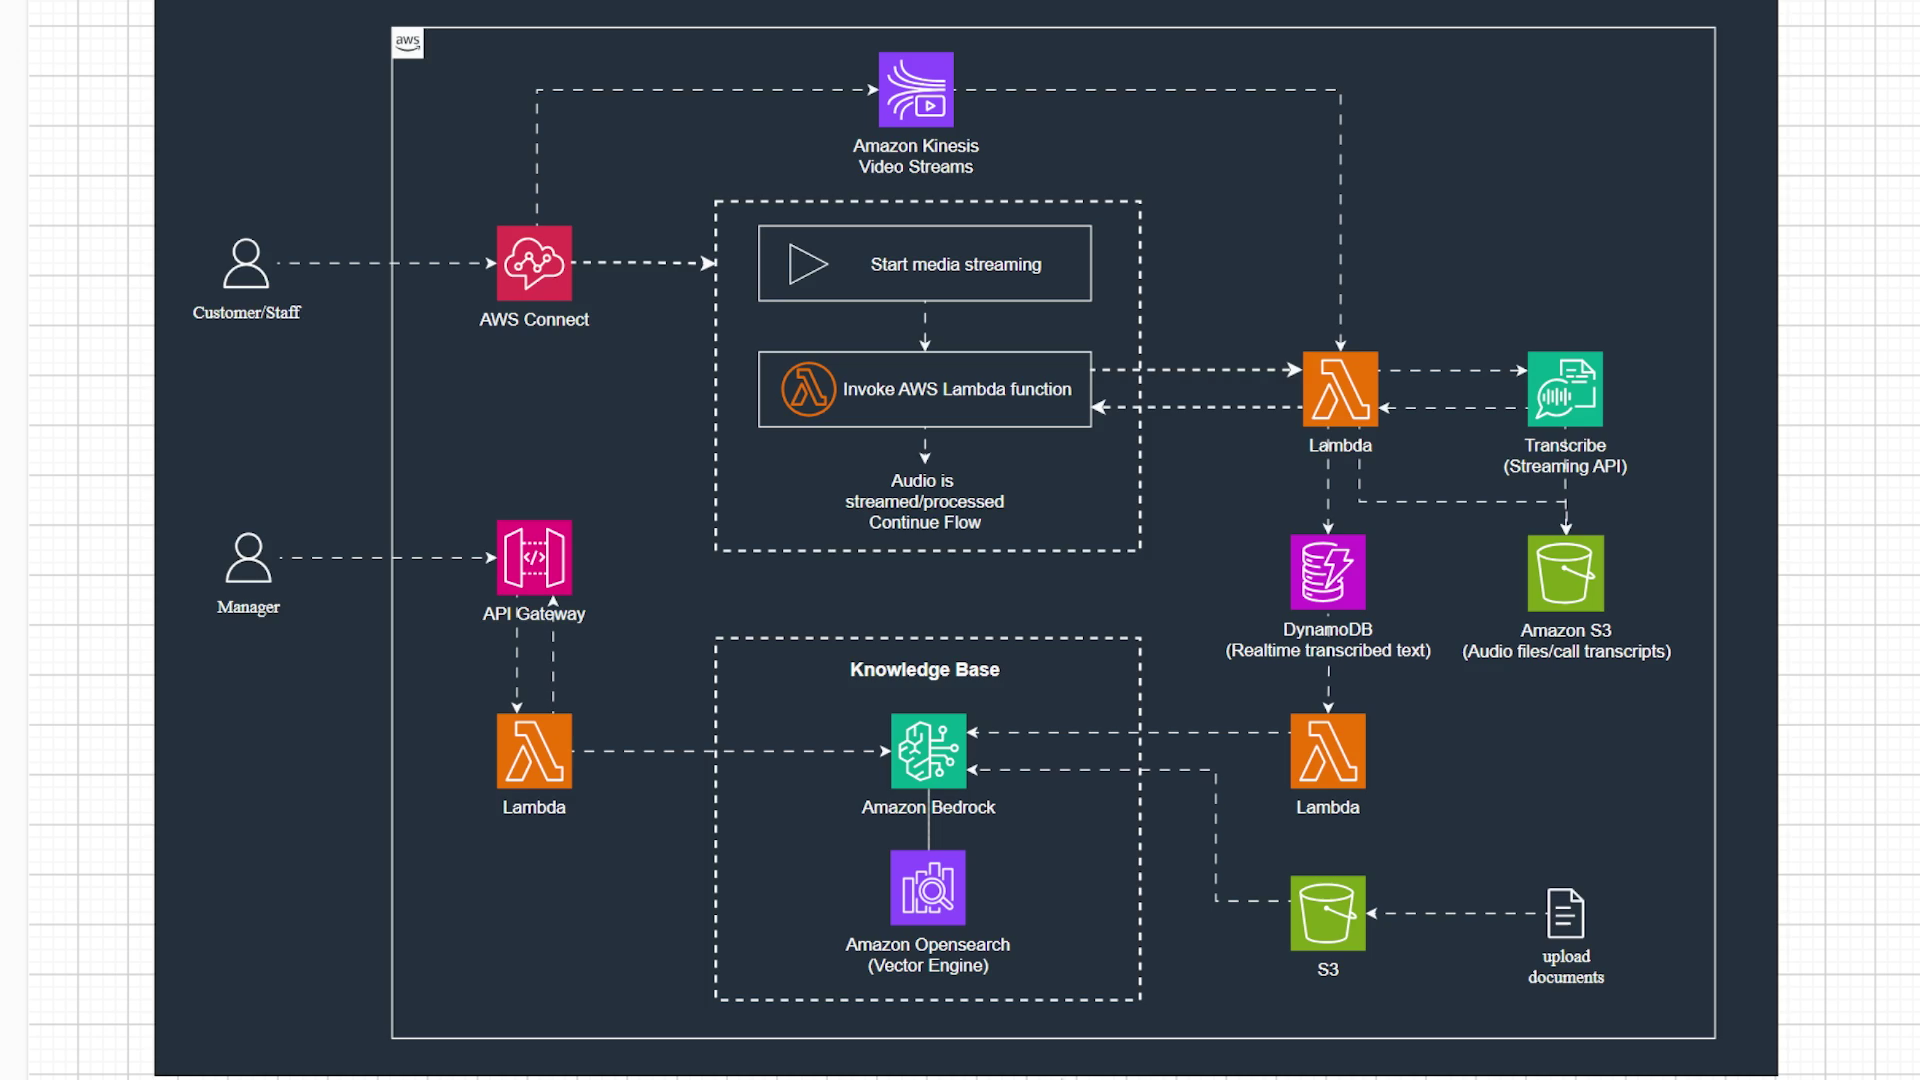 aws
Amazon Kinesis
Video Streams
Start media streaming
Customer/Staff
AWS Connect
Invoke AWS Lambda function
Lambda
Transcribe
(Streaming API)
Audio is
streamed/processed
Continue Flow
Manager
API Gateway
DynamoDB
(Realtime transcribed text)
Amazon S3
(Audio files/call transcripts)
Knowledge Base
Lambda
Amazon Bedrock
Lambda
Amazon Opensearch
(Vector Engine)
S3
upload
documents